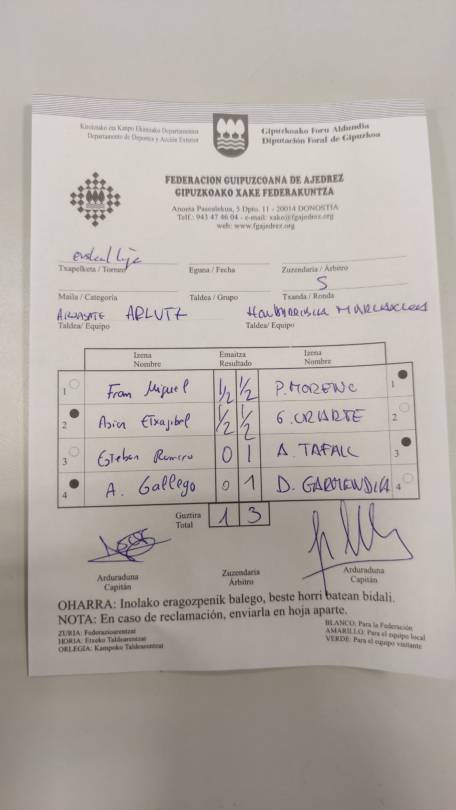 Kirolétako eta Kanpo Ekintzako Departamentua
Departamento de Deportes y Acción Exterior
Gipuzkoako Foru Aldundia
Diputación Foral de Gipuzkoa
FEDERACION GUIPUZCOANA DE AJEDREZ
GIPUZKOAKO XAKE FEDERAKUNTZA
Anoeta Pasealekua, 5 Dpto. 11 - 20014 DONOSTIA
Telf.: 943 47 46 04 - e-mail: xake@fgajedrez.org
web: www.fgajedrez.org
Txapelketa / Torneo
Eguna / Fecha
Zuzendaria / Árbitro
5
Maila / Categoría
Taldea / Grupo
Txanda / Ronda
ARRASATE
Taldea/ Equipo
Taldea/ Equipo
Izena Nombre
Emaitza Resultado
Izena Nombre
1 Fran Miguel 1/2 1/2 P. MORENO 1
2 Asier Etxagibel 1/2 1/2 G. URIARTE 2
3 Esteban Romero 0 1 A. TAFALL 3
4 A. Gallego 0 1 D. GARMENDIA 4
Guztira Total 1 3
Arduraduna
Capitán
Zuzendaria
Árbitro
Arduraduna
Capitán
OHARRA: Inolako eragozpenik balego, beste horri batean bidali.
NOTA: En caso de reclamación, enviarla en hoja aparte.
ZURIA: Federazioarentzat
HORIA: Etxeko Taldearentzat
ORLEGIA: Kanpoko Taldearentzat
BLANCO: Para la Federación
AMARILLO: Para el equipo local
VERDE: Para el equipo visitante